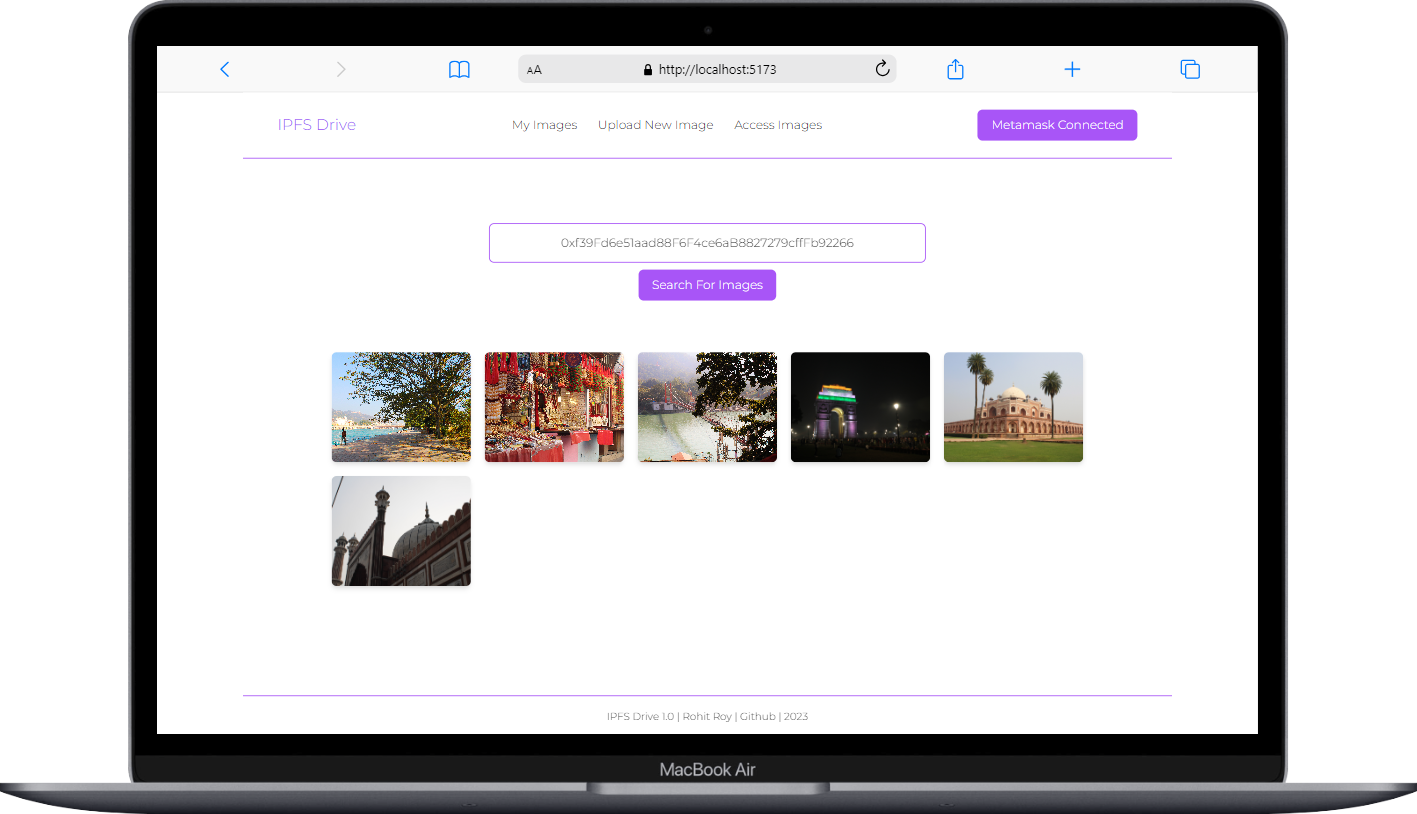 AA http://localhost:5173
IPFS Drive My Images Upload New Image Access Images Metamask Connected
0xf39Fd6e51aad88F6F4ce6aB8827279cffFb92266
Search For Images
IPFS Drive 1.0 | Rohit Roy | Github | 2023
MacBook Air